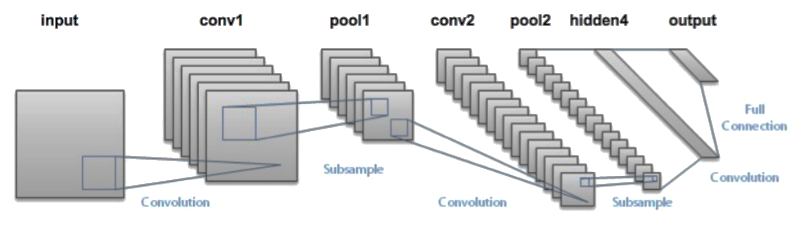 input
conv1
pool1
conv2
pool2
hidden4
output
Full
Connection
Subsample
Convolution
Convolution
Convolution
Subsample